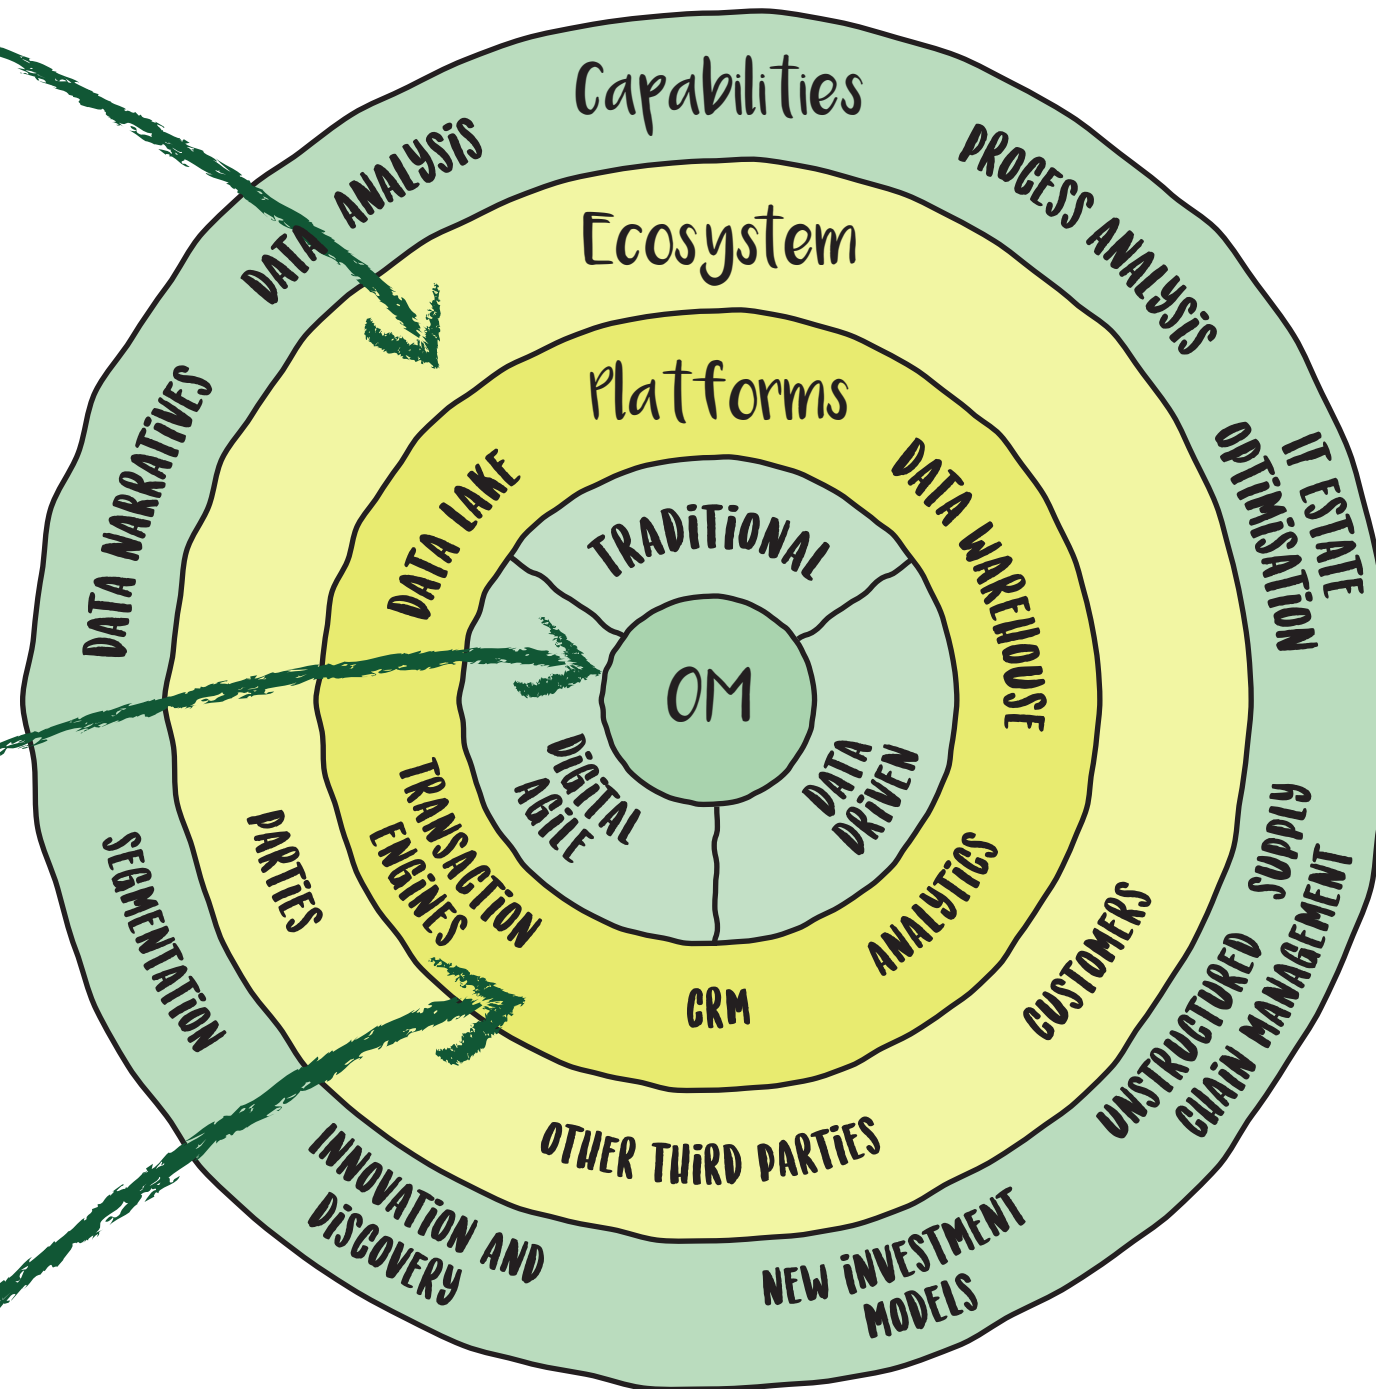 Capabilities
DATA ANALYSIS
PROCESS ANALYSIS
IT ESTATE
OPTIMISATION
UNSTRUCTURED SUPPLY
CHAIN MANAGEMENT
NEW INVESTMENT
MODELS
INNOVATION AND
DISCOVERY
SEGMENTATION
DATA NARRATIVES
Ecosystem
CUSTOMERS
OTHER THIRD PARTIES
PARTIES
Platforms
DATA LAKE
DATA WAREHOUSE
ANALYTICS
CRM
TRANSACTION
ENGINES
TRADITIONAL
DATA
DRIVEN
DIGITAL
AGILE
OM